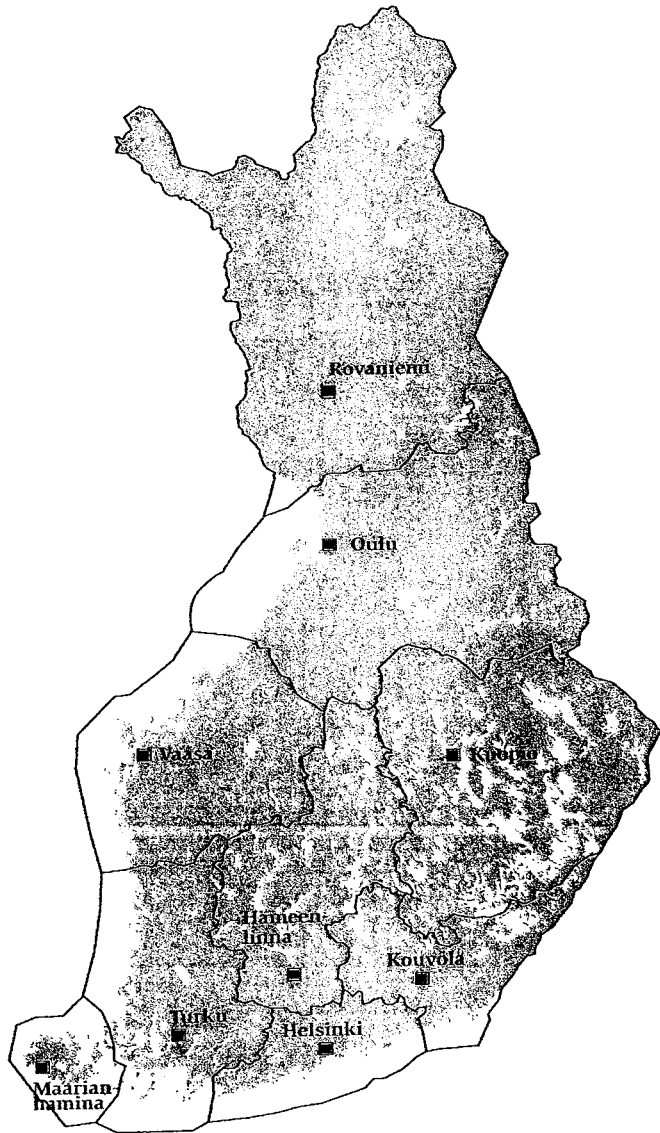 Rovaniemi
Oulu
Vaasa
Kuopio
Hämeen
linna
Kouvola
Turku
Helsinki
Maarian
hamina